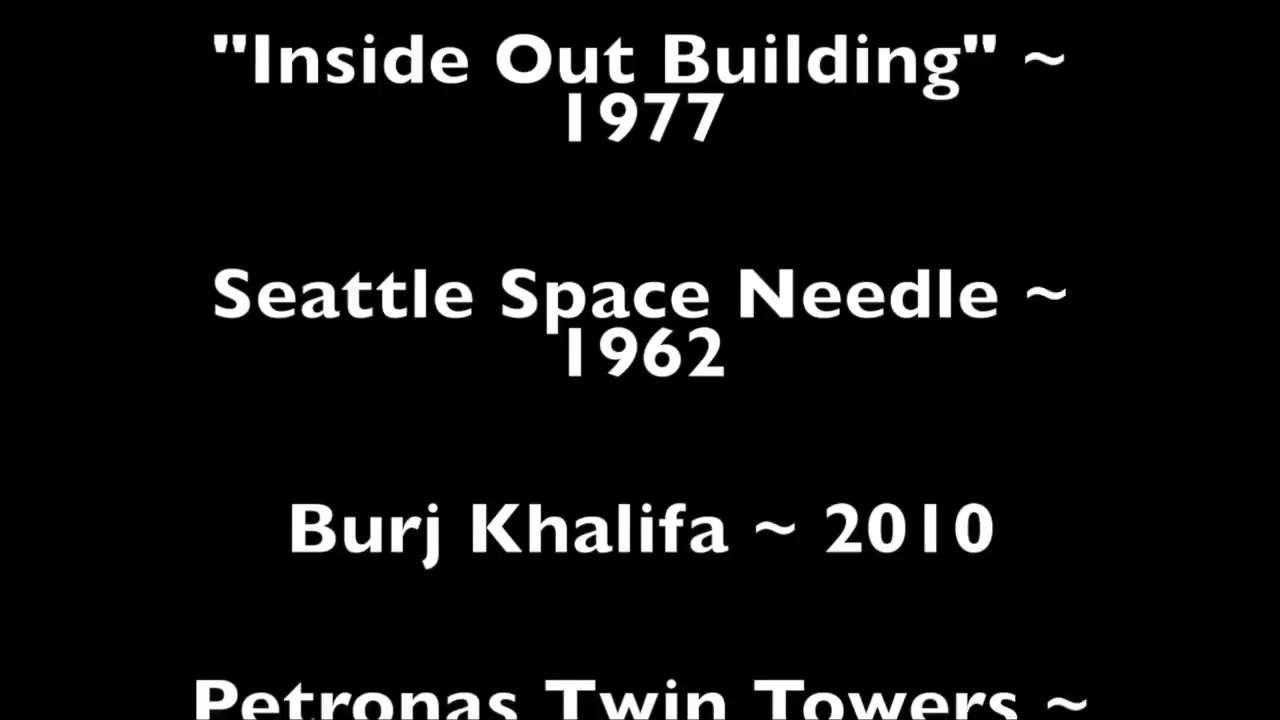 "Inside Out Building" ~
1977
Seattle Space Needle ~
1962
Burj Khalifa ~ 2010
Petronas Twin Towers ~